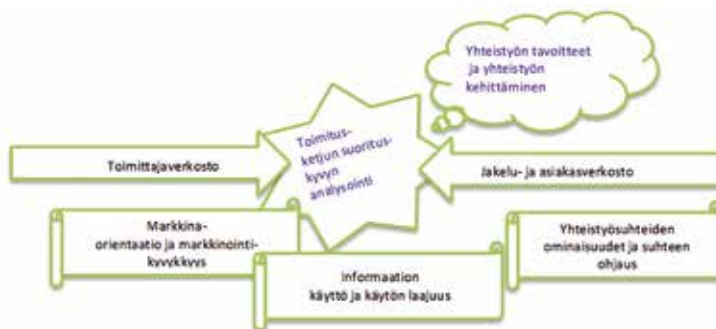 Yhteistyön tavoitteet
ja yhteistyön
kehittäminen
Toimitus-
ketjun suoritus-
kyvyn
analysointi
Toimittajaverkosto
Jakelu- ja asiakasverkosto
Markkina-
orientaatio ja markkinointi-
kyvykkyys
Informaation
käyttö ja käytön laajuus
Yhteistyösuhteiden
ominaisuudet ja suhteen
ohjaus